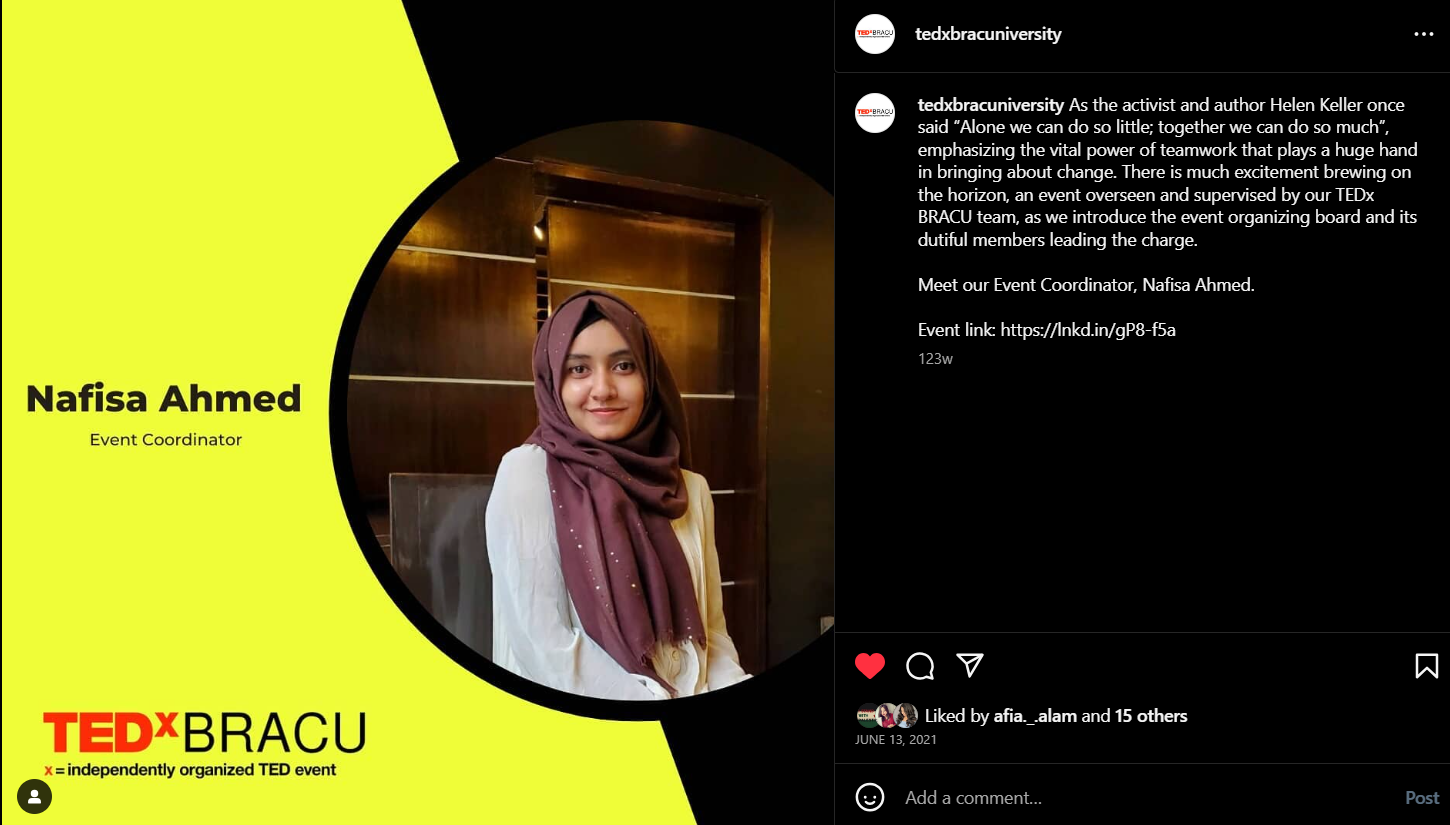 Nafisa Ahmed
Event Coordinator
TEDxBRACU
x = independently organized TED event
tedxbracuniversity
tedxbracuniversity As the activist and author Helen Keller once
said “Alone we can do so little; together we can do so much”,
emphasizing the vital power of teamwork that plays a huge hand
in bringing about change. There is much excitement brewing on
the horizon, an event overseen and supervised by our TEDx
BRACU team, as we introduce the event organizing board and its
dutiful members leading the charge.
Meet our Event Coordinator, Nafisa Ahmed.
Event link: https://lnkd.in/gP8-f5a
123w
Liked by afia._.alam and 15 others
JUNE 13, 2021
Add a comment...
Post